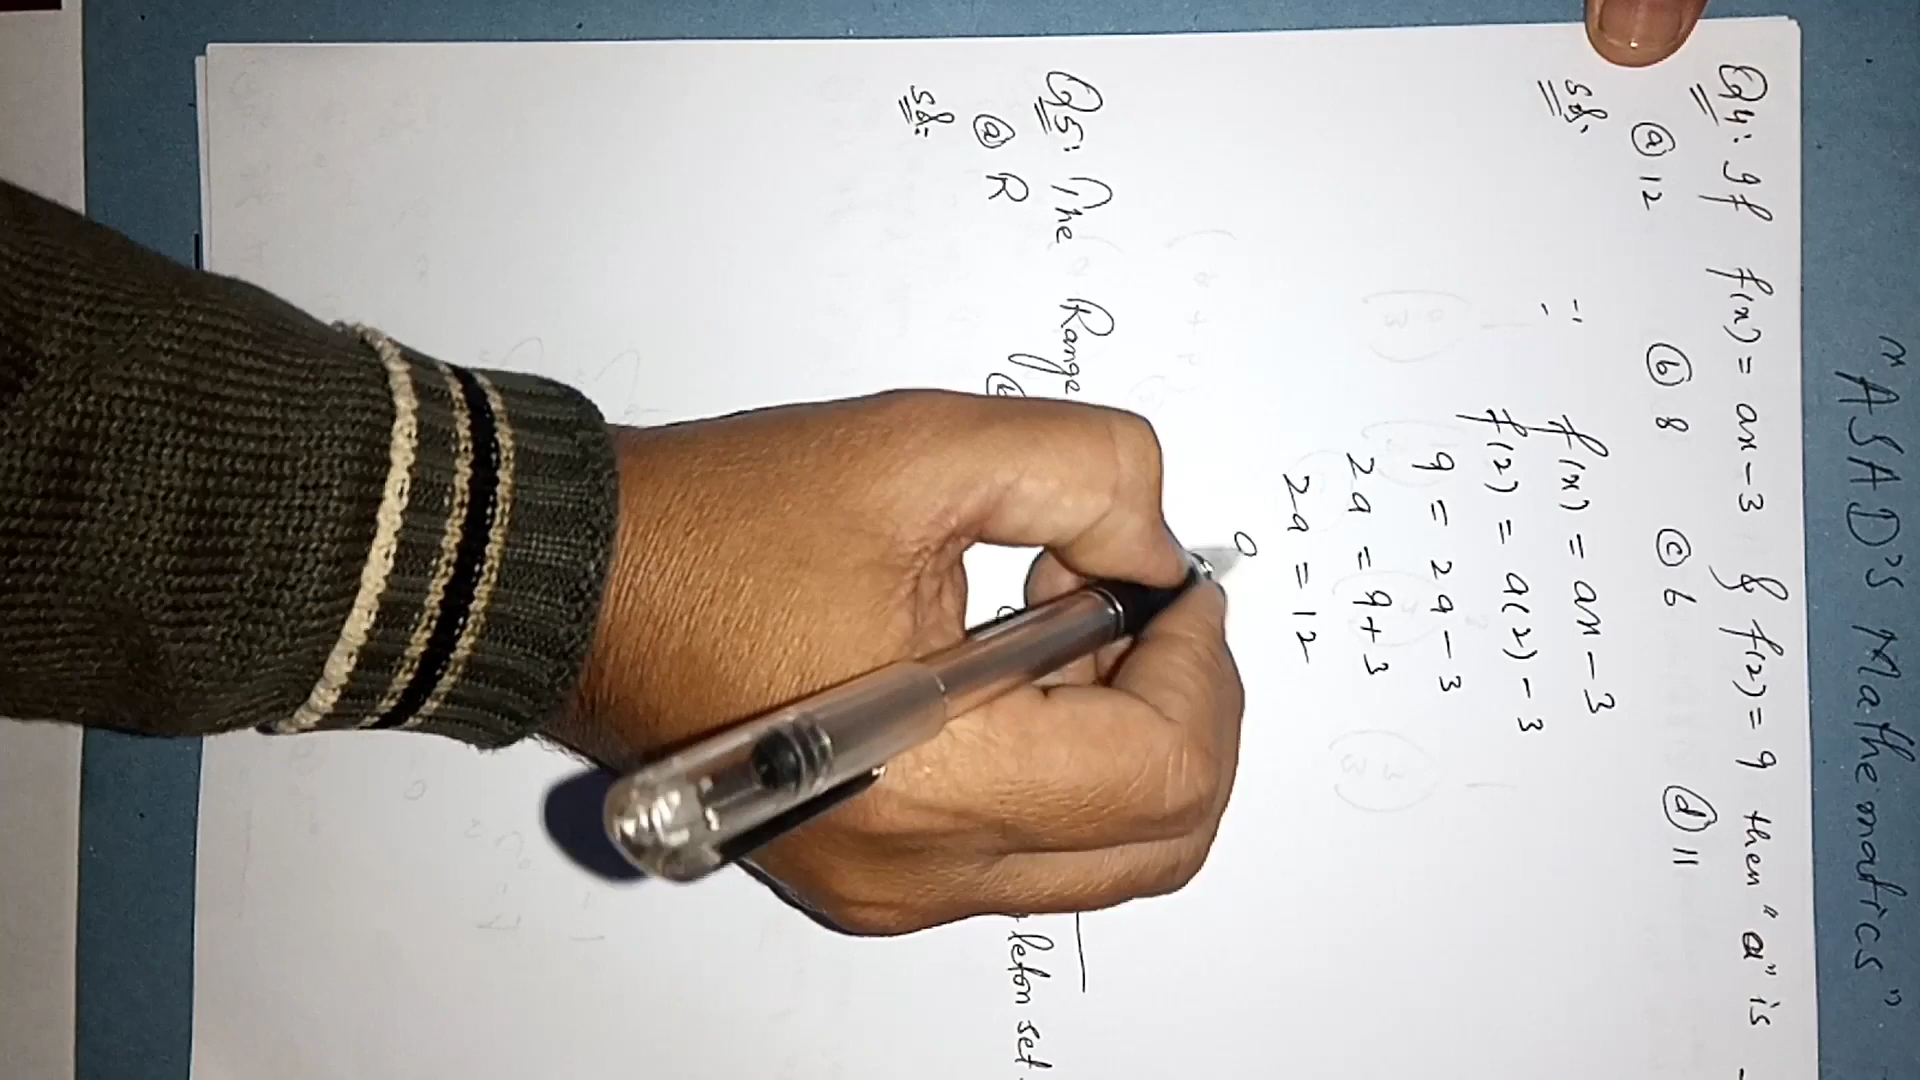 "ASAD'S Mathematics"
Q4: If f(x) = ax - 3 & f(2) = 9 then "a" is
(a) 12 (b) 8 (c) 6 (d) 11
Sol:
∵ f(x) = ax - 3
f(2) = a(2) - 3
9 = 2a - 3
2a = 9 + 3
2a = 12
Q5: The Range
(a) R leton set.
Sol: